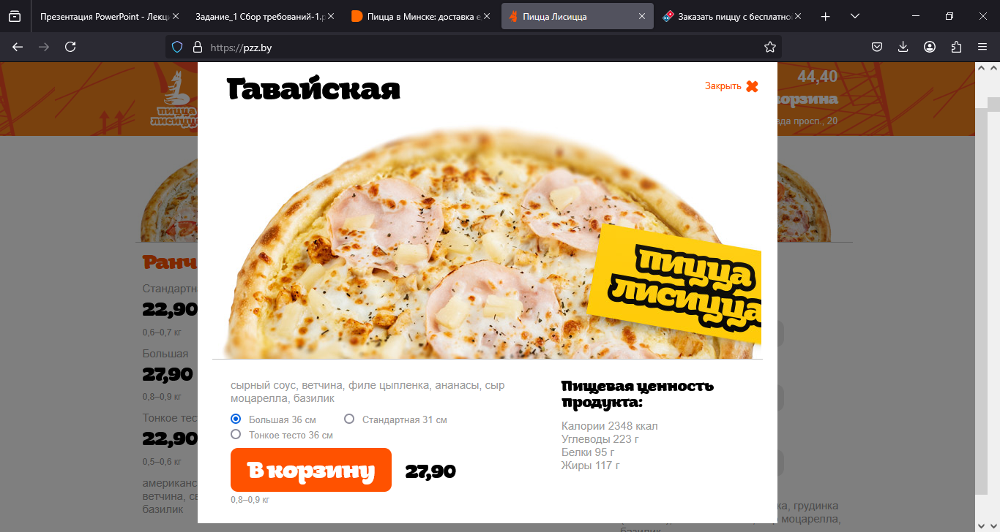 Презентация PowerPoint - Лекц
Задание_1 Сбор требований-1.p
Пицца в Минске: доставка е
Пицца Лисицца
Заказать пиццу с бесплатно
https://pzz.by
пицца
лисицца
44,40
корзина
просп., 20
Гавайская
Закрыть
пицца
лисицца
Ранч
Стандартн
22,90
0,6–0,7 кг
Большая
27,90
0,8–0,9 кг
Тонкое тес
22,90
0,5–0,6 кг
американс
ветчина, св
базилик
сырный соус, ветчина, филе цыпленка, ананасы, сыр
моцарелла, базилик
Большая 36 см
Стандартная 31 см
Тонкое тесто 36 см
В корзину
27,90
0,8–0,9 кг
Пищевая ценность
продукта:
Калории 2348 ккал
Углеводы 223 г
Белки 95 г
Жиры 117 г
ка, грудинка
моцарелла,
базилик